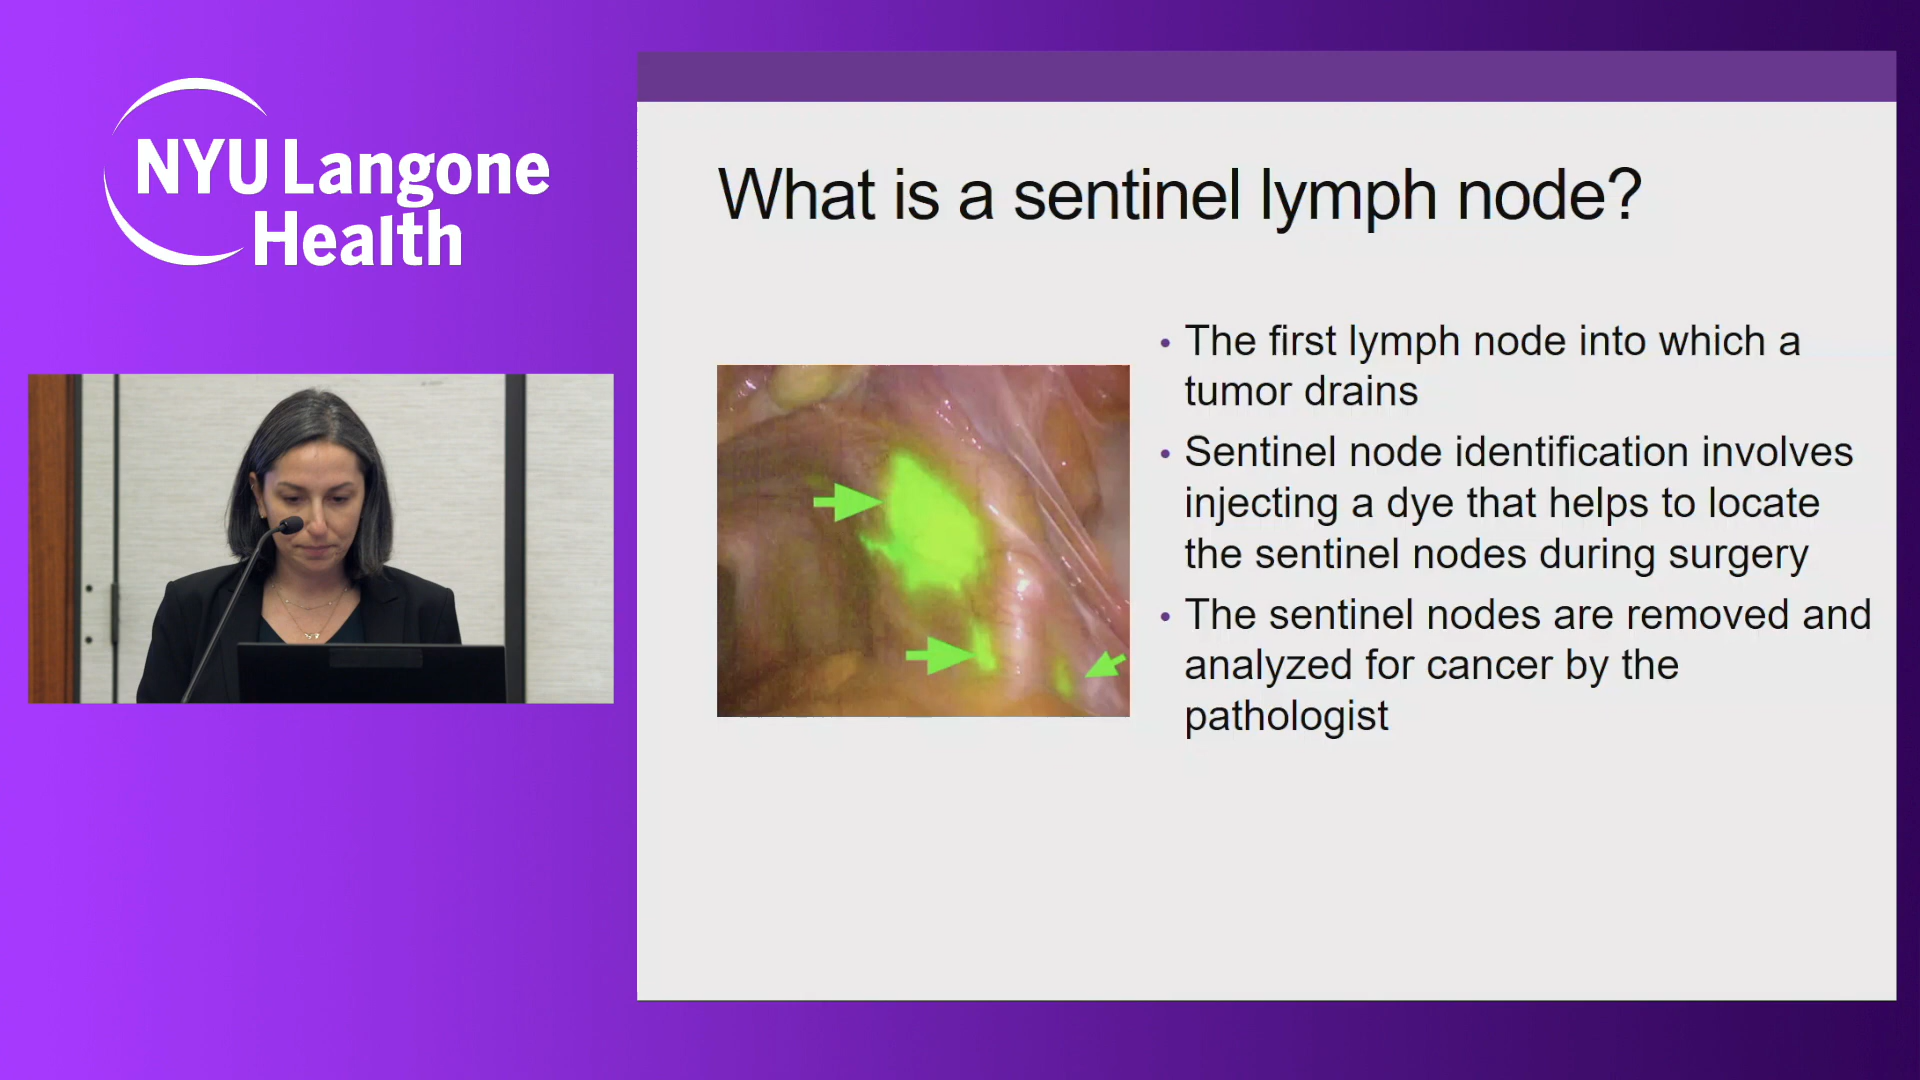 NYU Langone
Health
What is a sentinel lymph node?
• The first lymph node into which a
tumor drains
• Sentinel node identification involves
injecting a dye that helps to locate
the sentinel nodes during surgery
• The sentinel nodes are removed and
analyzed for cancer by the
pathologist